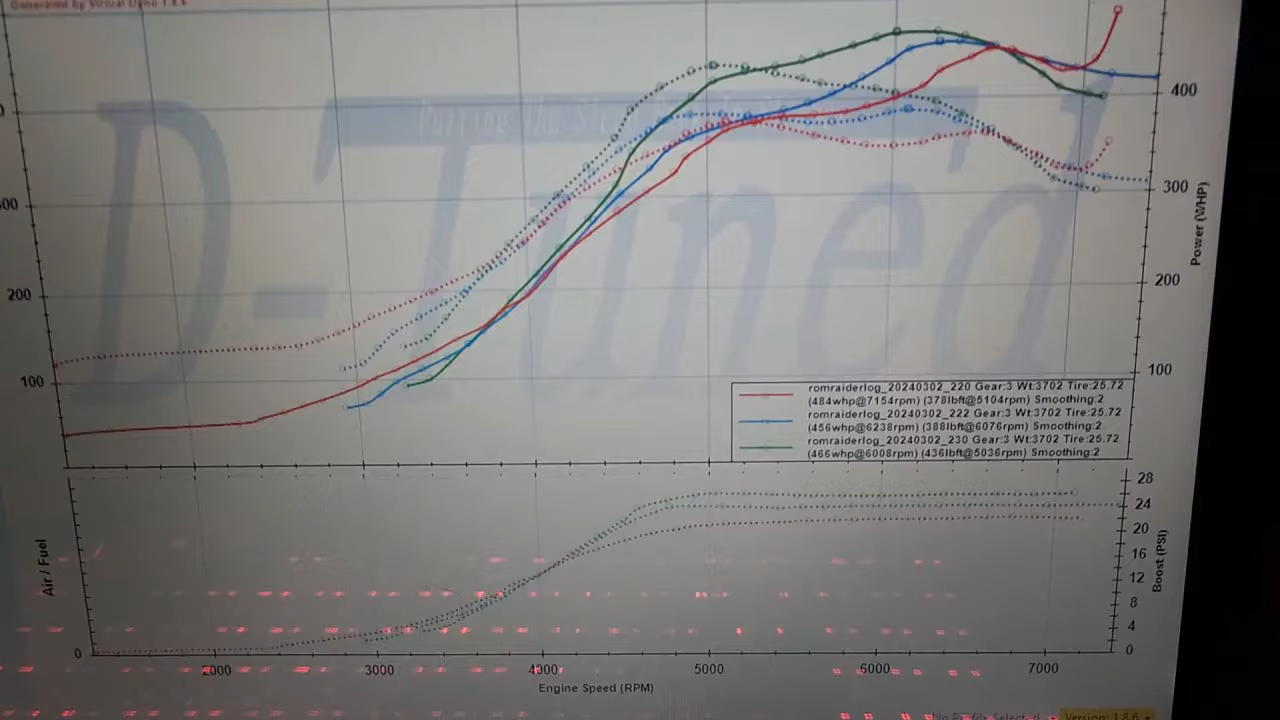 Generated by Virtual Dyno 1.8.6
D-Tuned
400
300
200
100
200
100
Power (WHP)
romraiderlog_20240302_220 Gear:3 Wt:3702 Tire:25.72
(484whp@7154rpm) (378lbft@5104rpm) Smoothing:2
romraiderlog_20240302_222 Gear:3 Wt:3702 Tire:25.72
(456whp@6238rpm) (388lbft@6076rpm) Smoothing:2
romraiderlog_20240302_230 Gear:3 Wt:3702 Tire:25.72
(466whp@6008rpm) (436lbft@5036rpm) Smoothing:2
28
24
20
16
12
8
4
0
Air / Fuel
Boost (PSI)
0
2000 3000 4000 5000 6000 7000
Engine Speed (RPM)
No Profile Selected
Version: 1.8.6